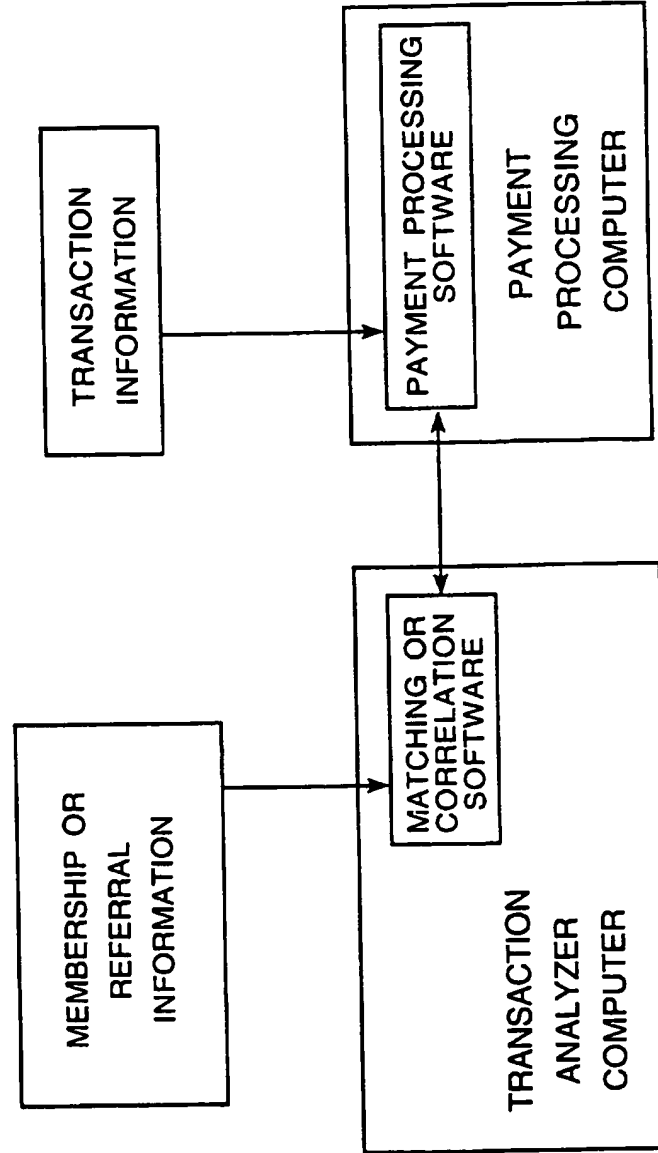 MEMBERSHIP OR
REFERRAL
INFORMATION
TRANSACTION
INFORMATION
MATCHING OR
CORRELATION
SOFTWARE
TRANSACTION
ANALYZER
COMPUTER
PAYMENT PROCESSING
SOFTWARE
PAYMENT
PROCESSING
COMPUTER